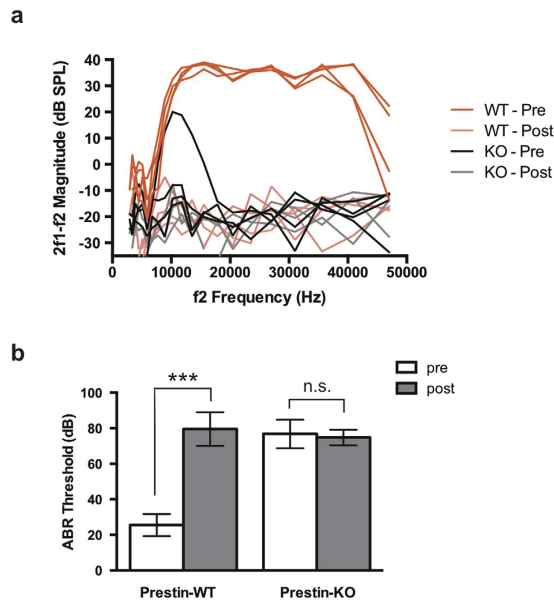 a
2f1-f2 Magnitude (dB SPL)
40
30
20
10
0
-10
-20
-30
0
10000
20000
30000
40000
50000
f2 Frequency (Hz)
WT - Pre
WT - Post
KO - Pre
KO - Post
b
pre
post
ABR Threshold (dB)
100
80
60
40
20
0
***
n.s.
Prestin-WT
Prestin-KO